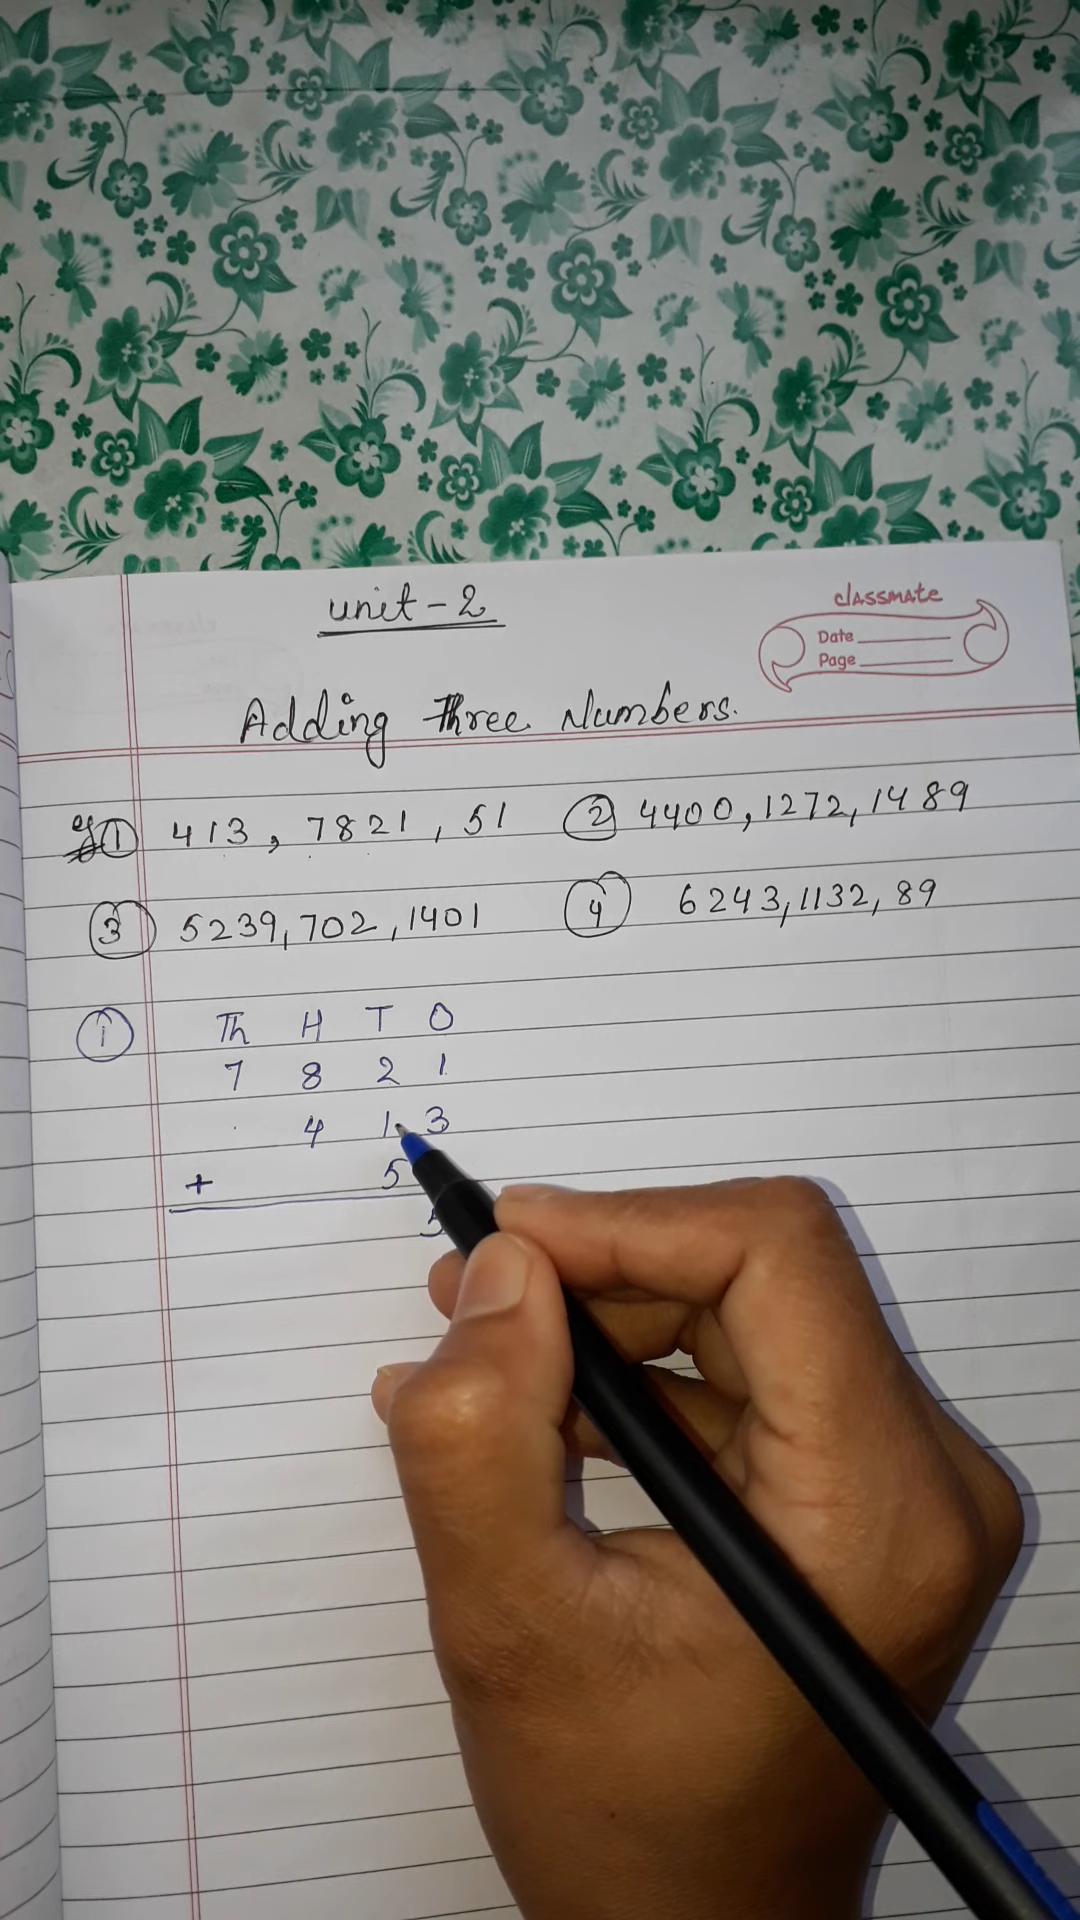 unit - 2
classmate
Date
Page
Adding Three Numbers.
① 413, 7821, 51 ② 4400, 1272, 1489
③ 5239, 702, 1401 ④ 6243, 1132, 89
① Th H T O
7 8 2 1
4 1 3
+ 5
5